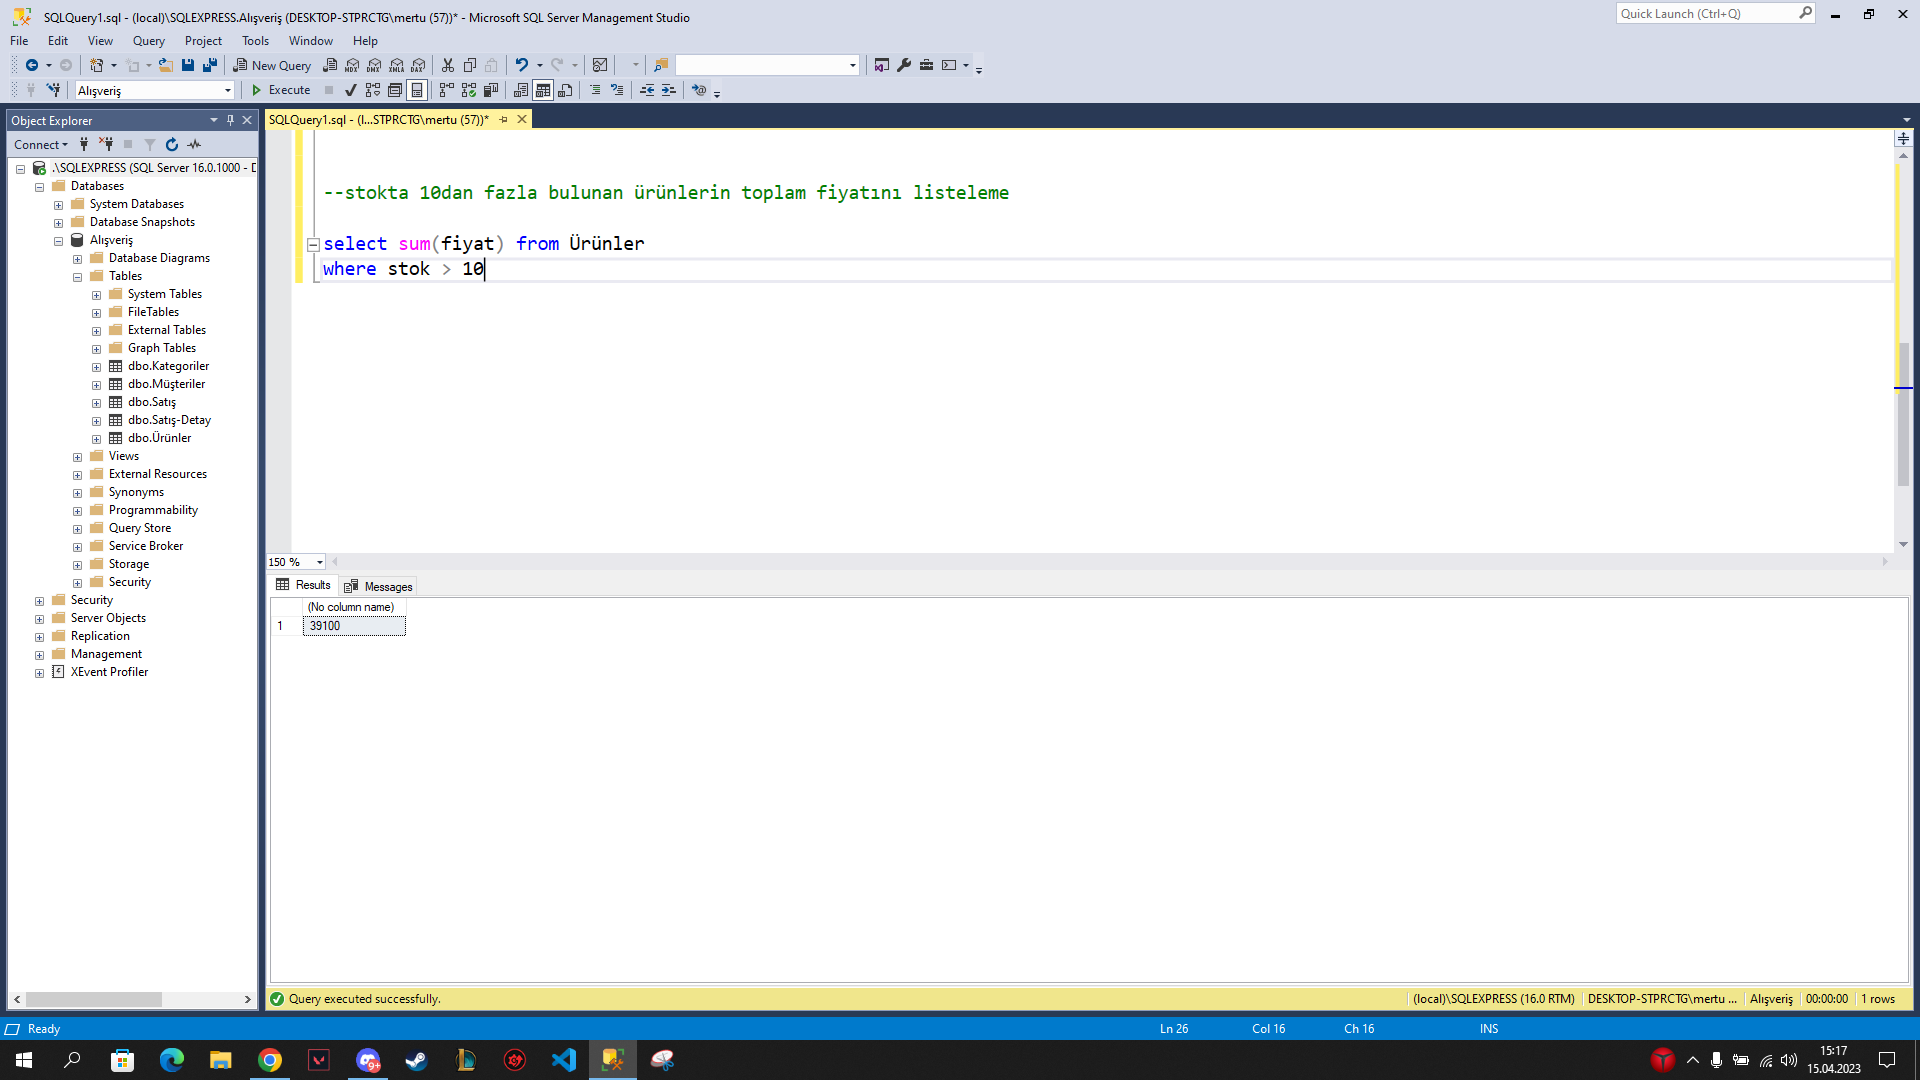 SQLQuery1.sql - (local)\SQLEXPRESS.Alışveriş (DESKTOP-STPRCTG\mertu (57))* - Microsoft SQL Server Management Studio
Quick Launch (Ctrl+Q)
File Edit View Query Project Tools Window Help
New Query
MDX DMX XMLA DAX
Alışveriş
Execute
Object Explorer
SQLQuery1.sql - (l...STPRCTG\mertu (57))*
Connect
.\SQLEXPRESS (SQL Server 16.0.1000 - D
Databases
System Databases
Database Snapshots
Alışveriş
Database Diagrams
Tables
System Tables
FileTables
External Tables
Graph Tables
dbo.Kategoriler
dbo.Müşteriler
dbo.Satış
dbo.Satış-Detay
dbo.Ürünler
Views
External Resources
Synonyms
Programmability
Query Store
Service Broker
Storage
Security
Security
Server Objects
Replication
Management
XEvent Profiler
--stokta 10dan fazla bulunan ürünlerin toplam fiyatını listeleme
select sum(fiyat) from Ürünler
where stok > 10
150 %
Results Messages
(No column name)
1 39100
Query executed successfully.
(local)\SQLEXPRESS (16.0 RTM) DESKTOP-STPRCTG\mertu ... Alışveriş 00:00:00 1 rows
Ready
Ln 26 Col 16 Ch 16 INS
9+
15:17
15.04.2023